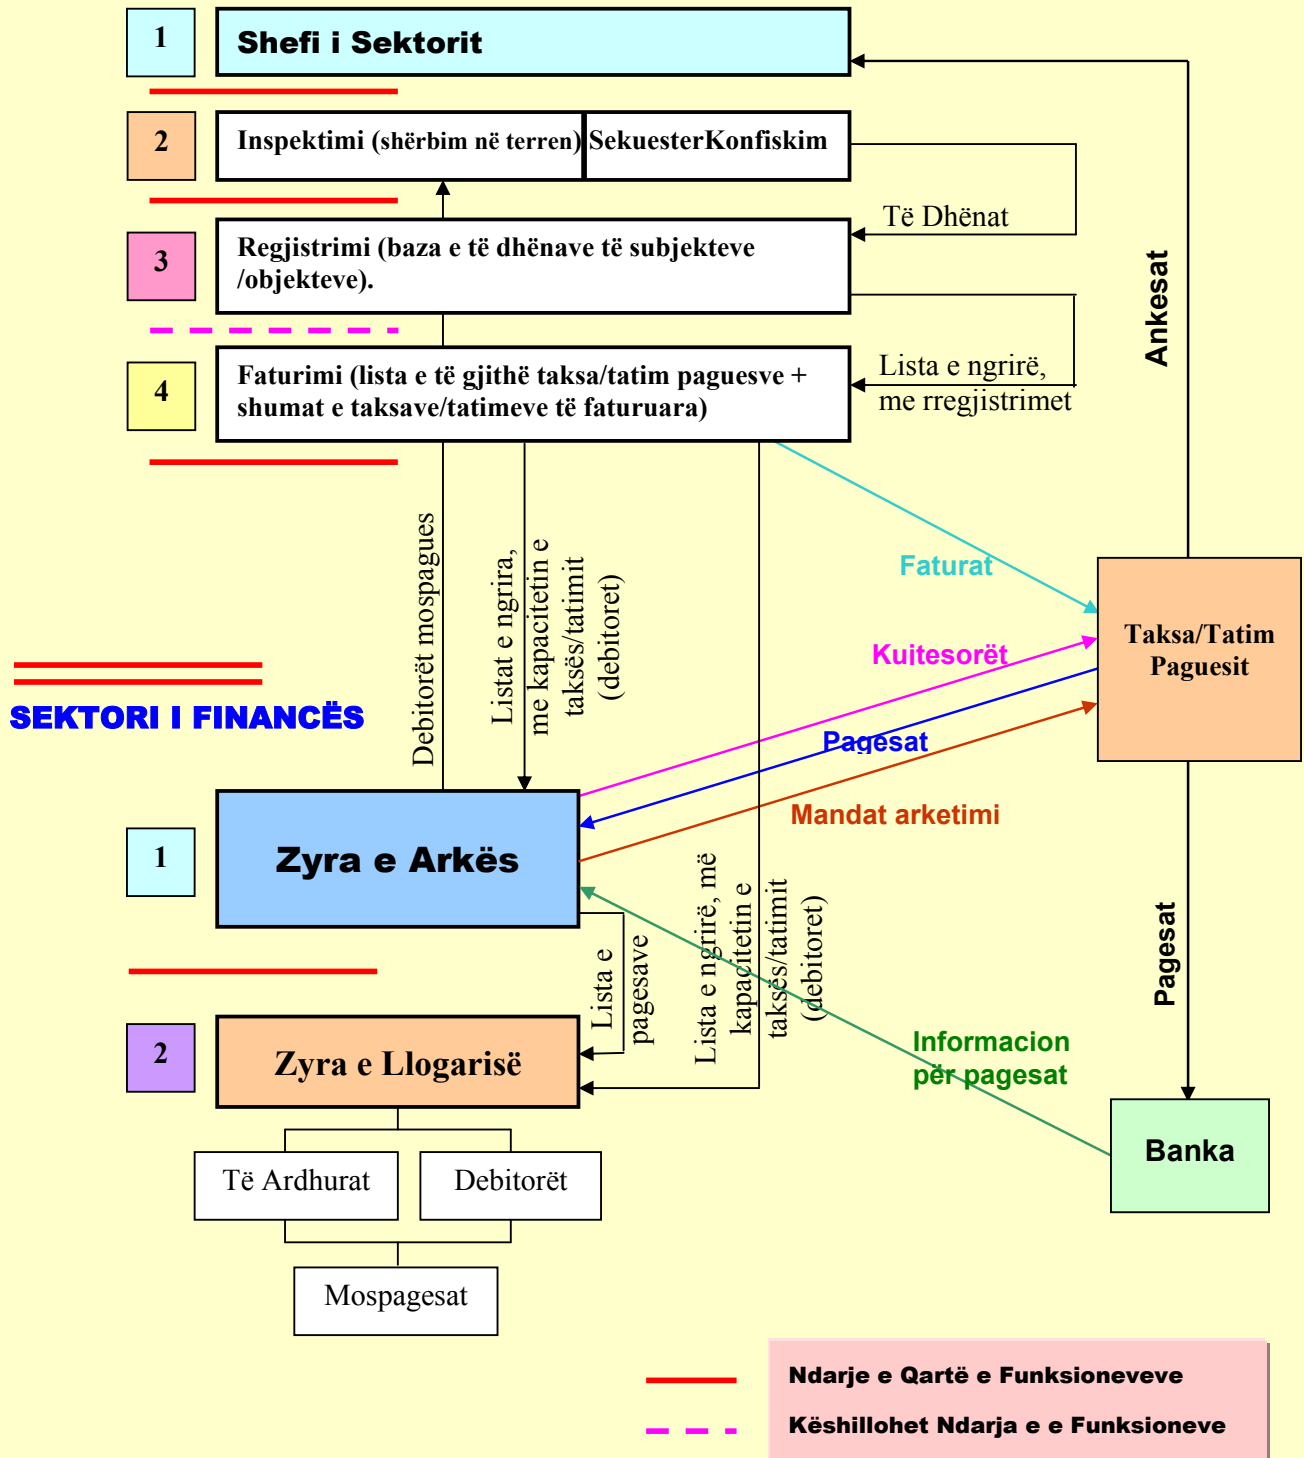 1
Shefi i Sektorit
2
Inspektimi (shërbim në terren)
SekuesterKonfiskim
Të Dhënat
3
Regjistrimi (baza e të dhënave të subjekteve
/objekteve).
Ankesat
4
Faturimi (lista e të gjithë taksa/tatim paguesve +
shumat e taksave/tatimeve të faturuara)
Lista e ngrirë,
me rregjistrimet
Debitorët mospagues
Listat e ngrira,
me kapacitetin e
taksës/tatimit
(debitoret)
Faturat
Kuitesorët
Pagesat
Mandat arketimi
Taksa/Tatim
Paguesit
SEKTORI I FINANCËS
1
Zyra e Arkës
Lista e
pagesave
Lista e ngrirë, më
kapacitetin e
taksës/tatimit
(debitoret)
Pagesat
2
Zyra e Llogarisë
Informacion
për pagesat
Banka
Të Ardhurat
Debitorët
Mospagesat
Ndarje e Qartë e Funksioneveve
Këshillohet Ndarja e e Funksioneve